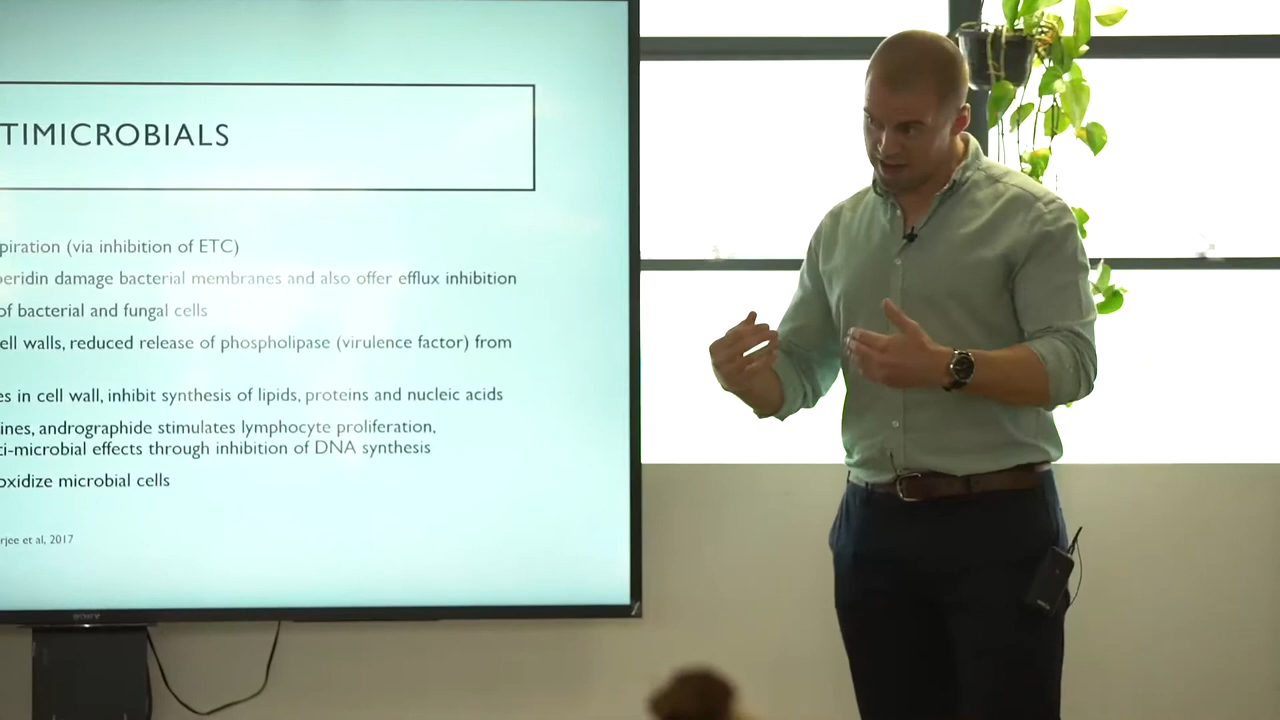 TIMICROBIALS
piration (via inhibition of ETC)
peridin damage bacterial membranes and also offer efflux inhibition
of bacterial and fungal cells
ell walls, reduced release of phospholipase (virulence factor) from
es in cell wall, inhibit synthesis of lipids, proteins and nucleic acids
ines, andrographide stimulates lymphocyte proliferation,
ti-microbial effects through inhibition of DNA synthesis
oxidize microbial cells
rjee et al, 2017
SONY